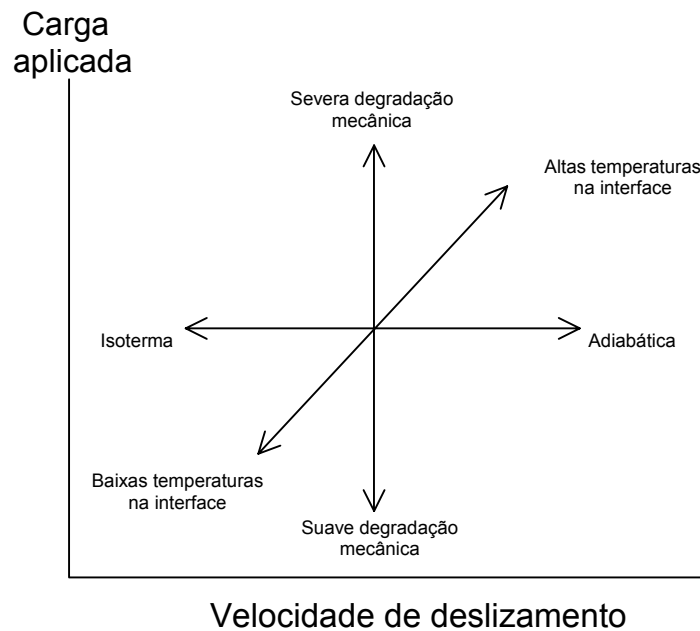 Carga
aplicada
Severa degradação
mecânica
Altas temperaturas
na interface
Isoterma
Adiabática
Baixas temperaturas
na interface
Suave degradação
mecânica
Velocidade de deslizamento